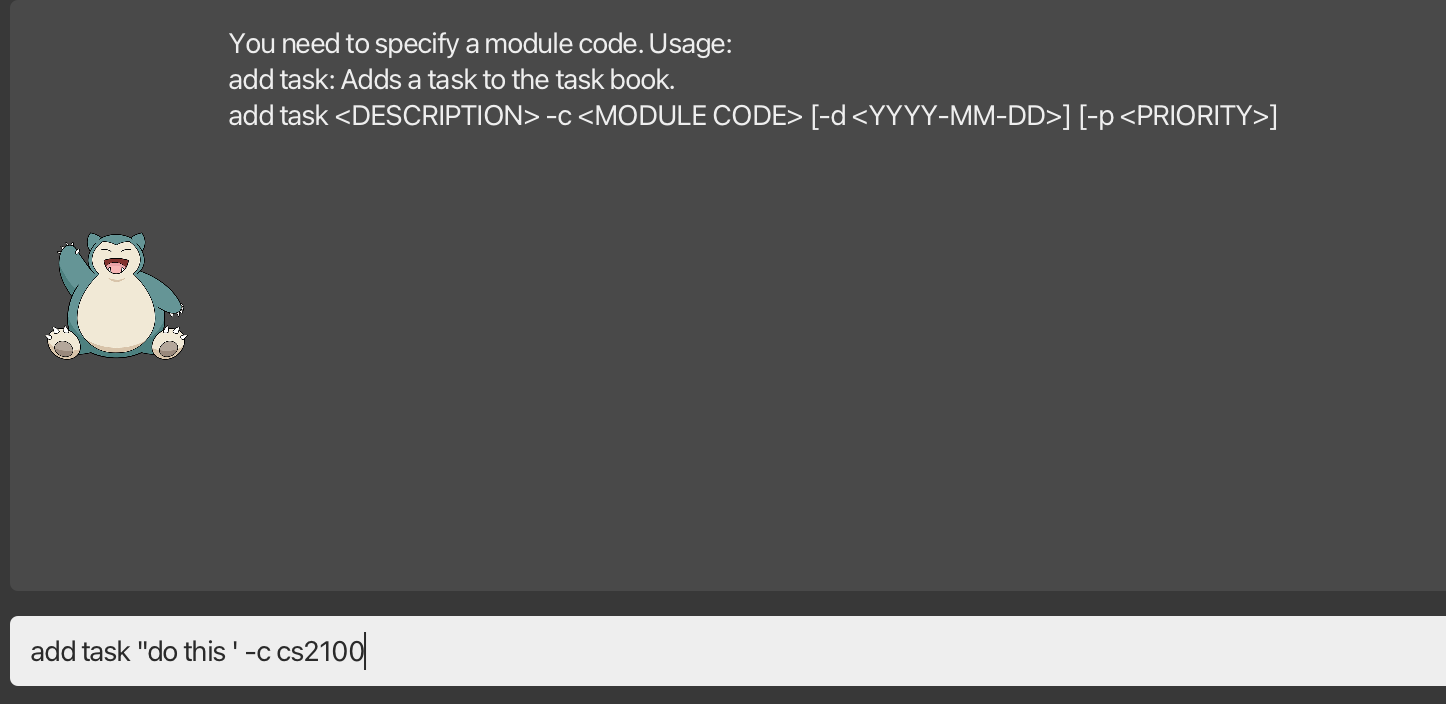 You need to specify a module code. Usage:
add task: Adds a task to the task book.
add task <DESCRIPTION> -c <MODULE CODE> [-d <YYYY-MM-DD>] [-p <PRIORITY>]
add task "do this ' -c cs2100